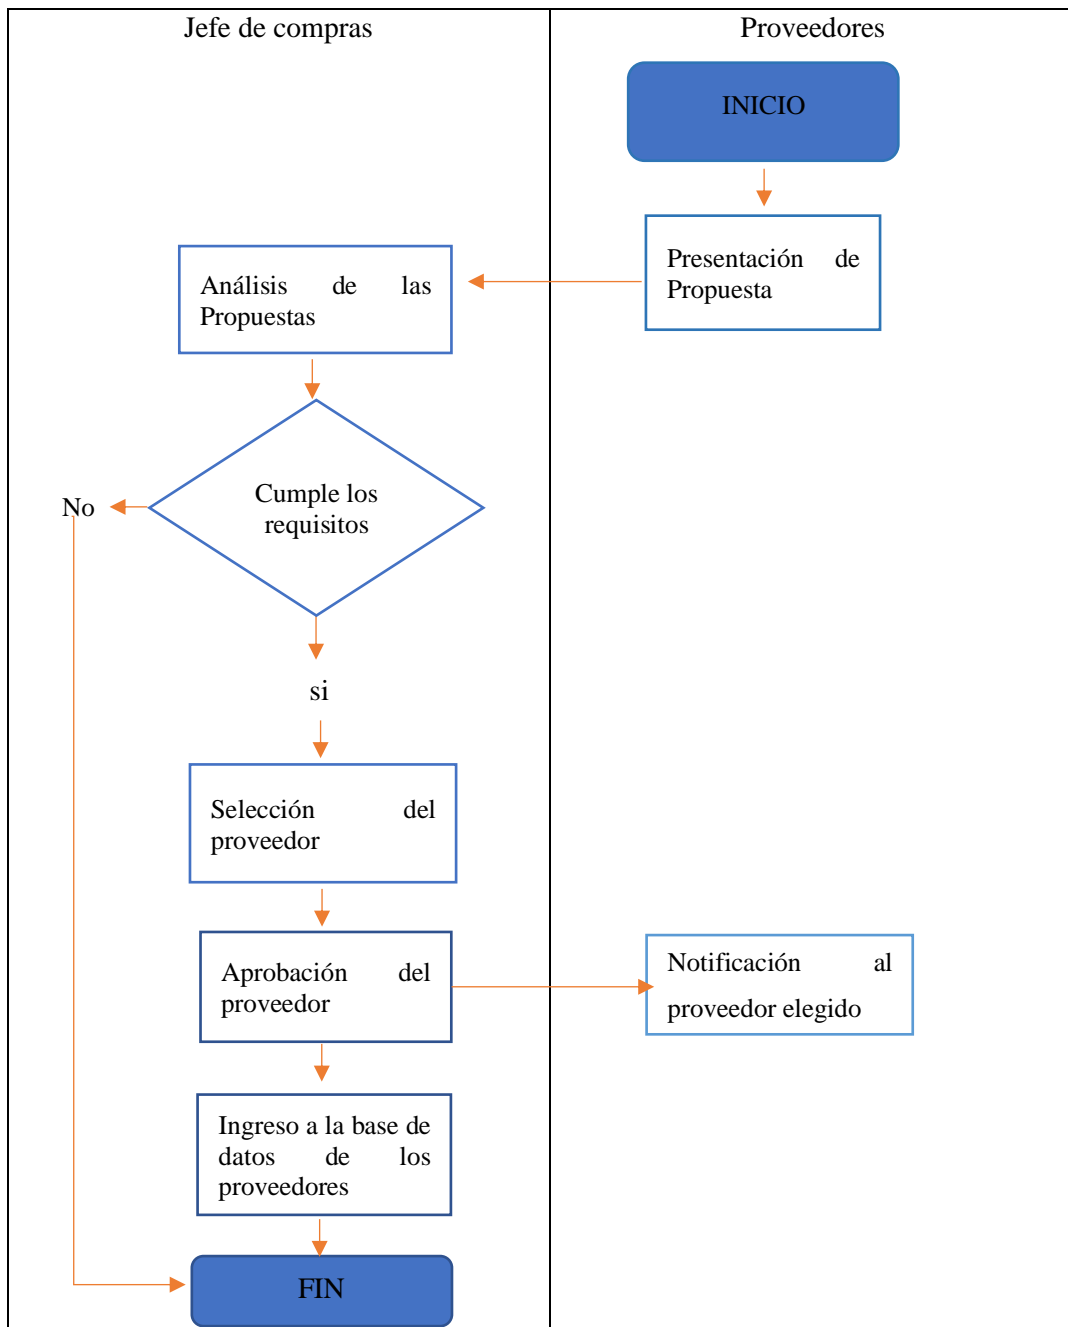 Jefe de compras
Proveedores
INICIO
Presentación de
Propuesta
Análisis de las
Propuestas
Cumple los
requisitos
No
si
Selección del
proveedor
Aprobación del
proveedor
Notificación al
proveedor elegido
Ingreso a la base de
datos de los
proveedores
FIN